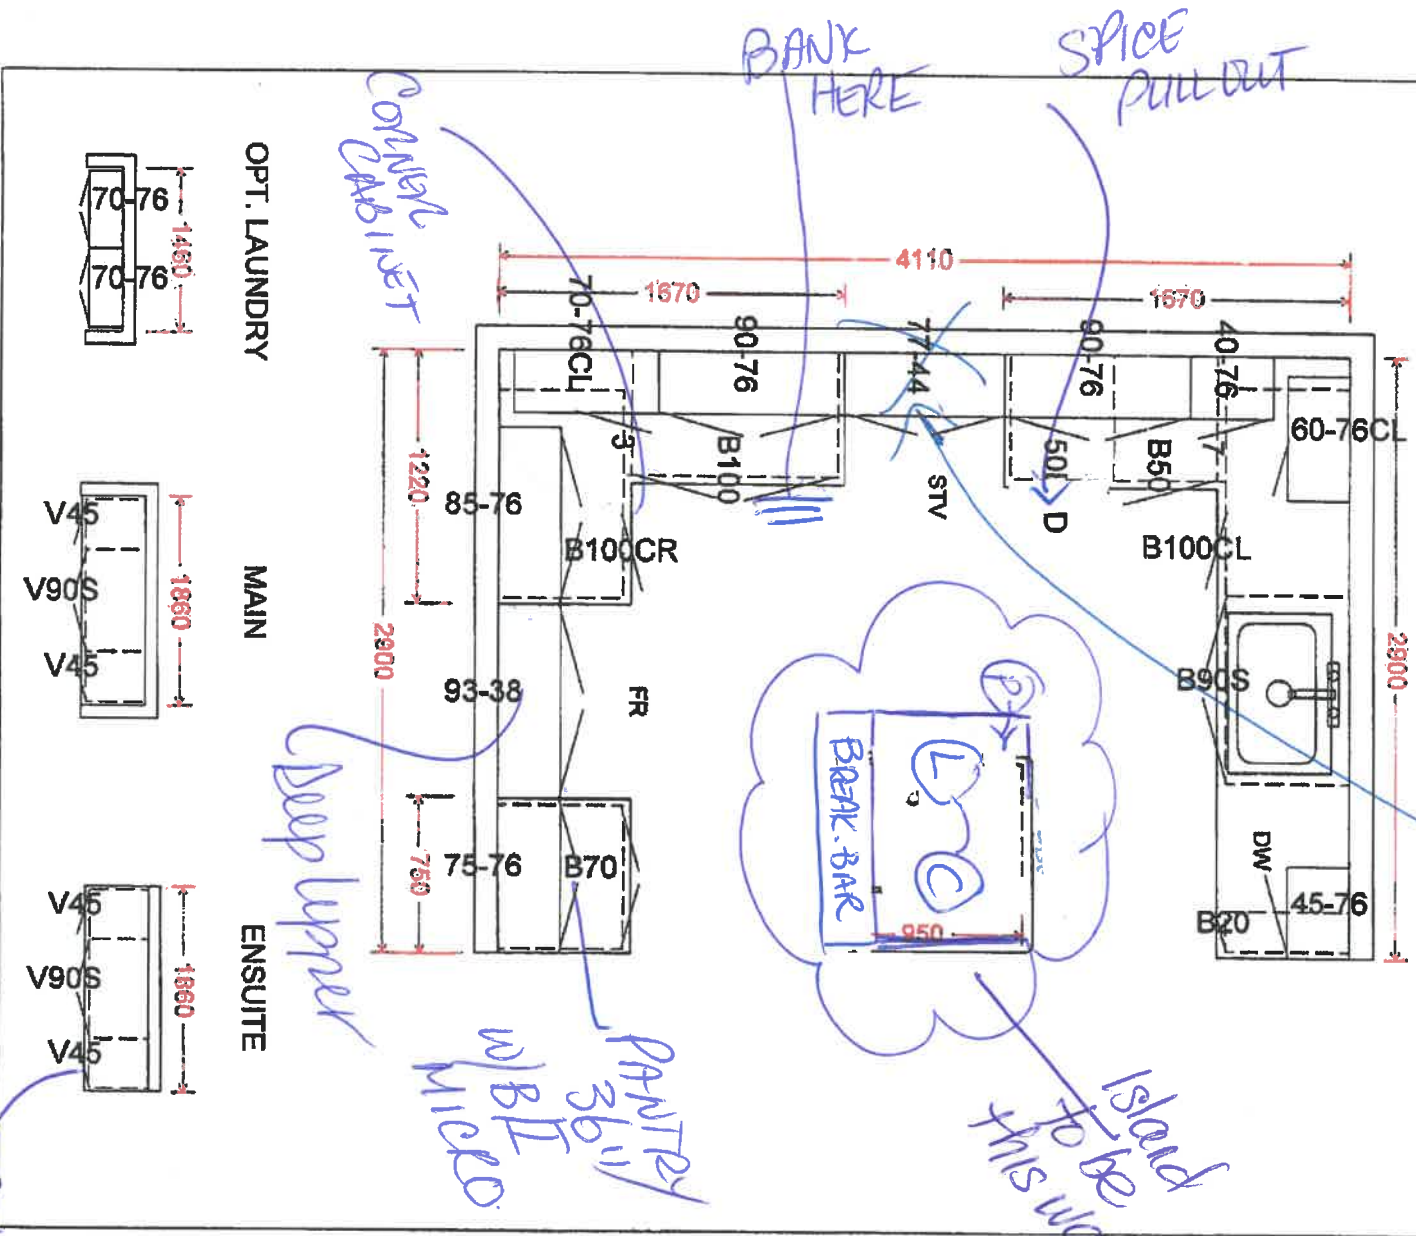 BANK
HERE
SPICE
PULL OUT
CORNER
CABINET
OPT. LAUNDRY
70-76
70-76
1460
4110
1670
1670
70-76CL
90-76
77-44
90-76
40-76
60-76CL
3
B100
STV
50
D
B50
7
1220
85-76
B100CR
B100CL
2900
2900
93-38
FR
B90S
P
L
C
BREAK.BAR
950
DW
45-76
B20
750
75-76
B70
MAIN
V45
V90S
V45
1860
ENSUITE
V45
V90S
V45
1860
Deep Upper
PANTRY
36"
W/BI
MICRO
Island
To be
this